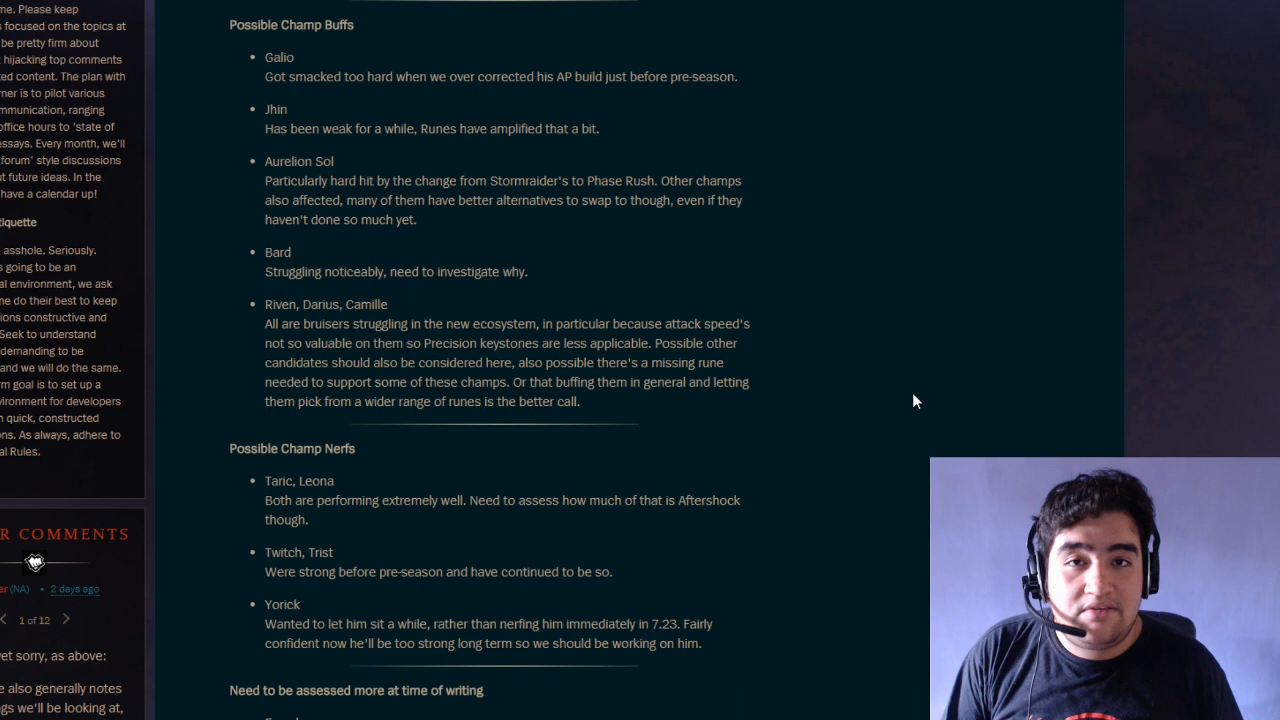 me. Please keep
s focused on the topics at
be pretty firm about
hijacking top comments
ted content. The plan with
rner is to pilot various
mmunication, ranging
office hours to 'state of
essays. Every month, we'll
forum' style discussions
ut future ideas. In the
have a calendar up!
tiquette
asshole. Seriously.
s going to be an
al environment, we ask
ne do their best to keep
ions constructive and
Seek to understand
demanding to be
and we will do the same.
rm goal is to set up a
vironment for developers
n quick, constructed
ons. As always, adhere to
al Rules.
R COMMENTS
er (NA) • 2 days ago
1 of 12
yet sorry, as above:
e also generally notes
ngs we'll be looking at,
Possible Champ Buffs
• Galio
Got smacked too hard when we over corrected his AP build just before pre-season.
• Jhin
Has been weak for a while, Runes have amplified that a bit.
• Aurelion Sol
Particularly hard hit by the change from Stormraider's to Phase Rush. Other champs
also affected, many of them have better alternatives to swap to though, even if they
haven't done so much yet.
• Bard
Struggling noticeably, need to investigate why.
• Riven, Darius, Camille
All are bruisers struggling in the new ecosystem, in particular because attack speed's
not so valuable on them so Precision keystones are less applicable. Possible other
candidates should also be considered here, also possible there's a missing rune
needed to support some of these champs. Or that buffing them in general and letting
them pick from a wider range of runes is the better call.
Possible Champ Nerfs
• Taric, Leona
Both are performing extremely well. Need to assess how much of that is Aftershock
though.
• Twitch, Trist
Were strong before pre-season and have continued to be so.
• Yorick
Wanted to let him sit a while, rather than nerfing him immediately in 7.23. Fairly
confident now he'll be too strong long term so we should be working on him.
Need to be assessed more at time of writing